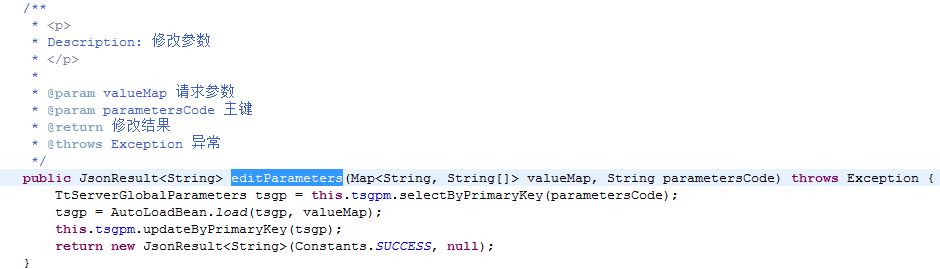 /**
 * <p>
 * Description: 修改参数
 * </p>
 *
 * @param valueMap 请求参数
 * @param parametersCode 主键
 * @return 修改结果
 * @throws Exception 异常
 */
public JsonResult<String> editParameters(Map<String, String[]> valueMap, String parametersCode) throws Exception {
    TtServerGlobalParameters tsgp = this.tsgpm.selectByPrimaryKey(parametersCode);
    tsgp = AutoLoadBean.load(tsgp, valueMap);
    this.tsgpm.updateByPrimaryKey(tsgp);
    return new JsonResult<String>(Constants.SUCCESS, null);
}